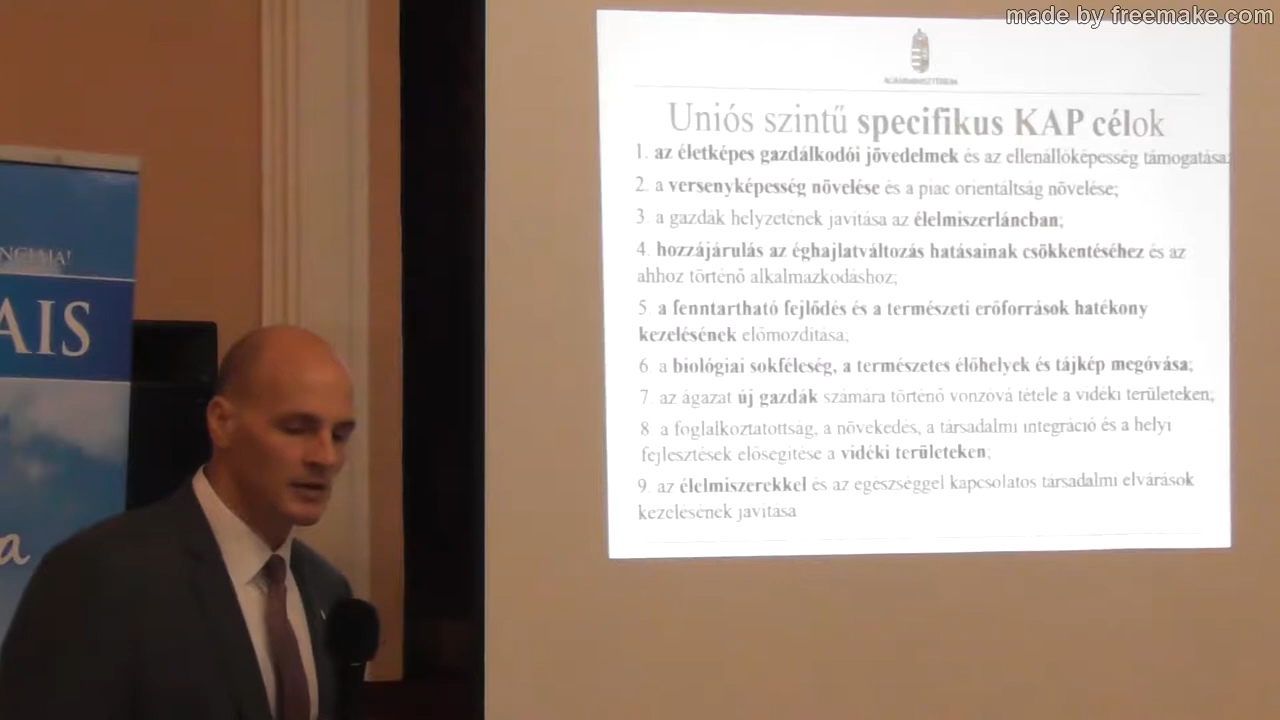 made by freemake.com
AGRÁRMINISZTÉRIUM
Uniós szintű specifikus KAP célok
1. az életképes gazdálkodói jövedelmek és az ellenállóképesség támogatása;
2. a versenyképesség növelése és a piac orientáltság növelése;
3. a gazdák helyzetének javítása az élelmiszerláncban;
4. hozzájárulás az éghajlatváltozás hatásainak csökkentéséhez és az
ahhoz történő alkalmazkodáshoz;
5. a fenntartható fejlődés és a természeti erőforrások hatékony
kezelésének előmozdítása;
6. a biológiai sokféleség, a természetes élőhelyek és tájkép megóvása;
7. az ágazat új gazdák számára történő vonzóvá tétele a vidéki területeken;
8. a foglalkoztatottság, a növekedés, a társadalmi integráció és a helyi
fejlesztések elősegítése a vidéki területeken;
9. az élelmiszerekkel és az egészséggel kapcsolatos társadalmi elvárások
kezelésének javítása
AIS
a